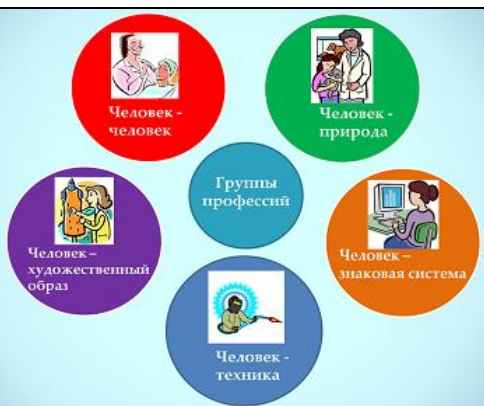 Человек -
человек
Человек -
природа
Группы
профессий
Человек –
художественный
образ
Человек –
знаковая система
Человек -
техника